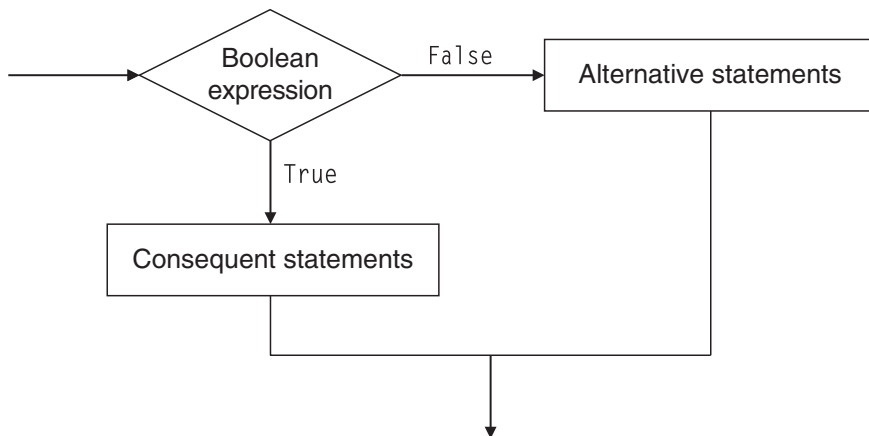 Boolean
expression
False
Alternative statements
True
Consequent statements